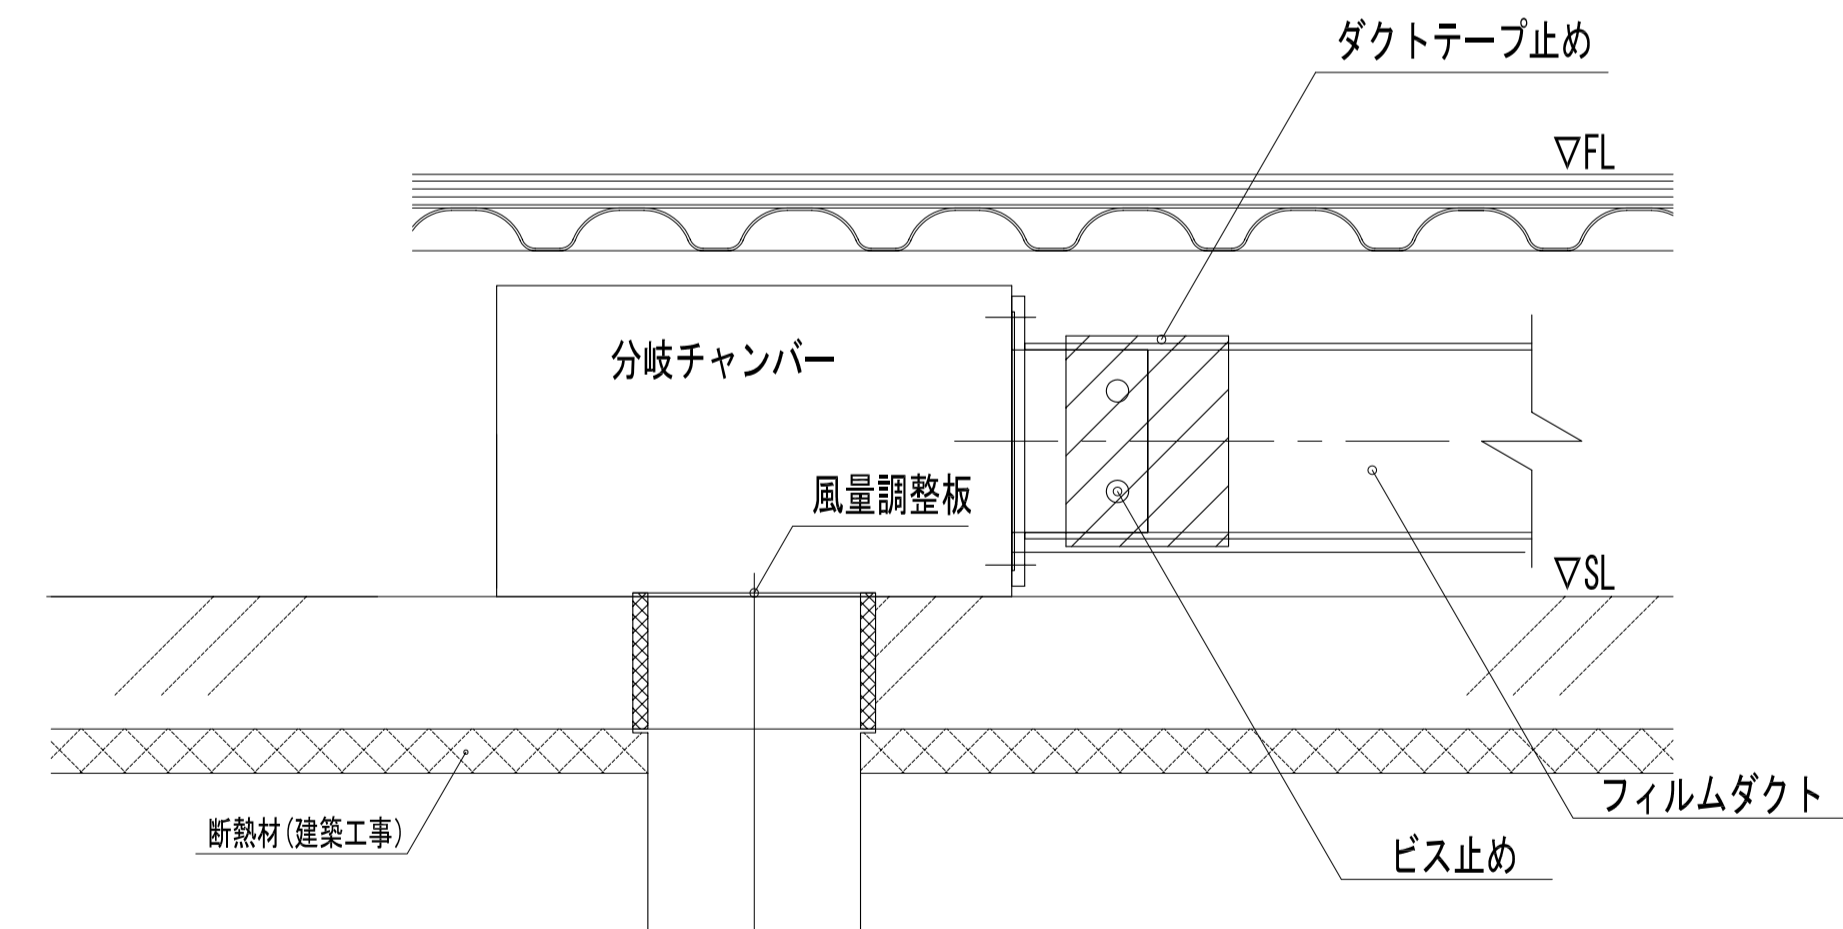 ダクトテープ止め
▽FL
分岐チャンバー
風量調整板
▽SL
フィルムダクト
断熱材(建築工事)
ビス止め